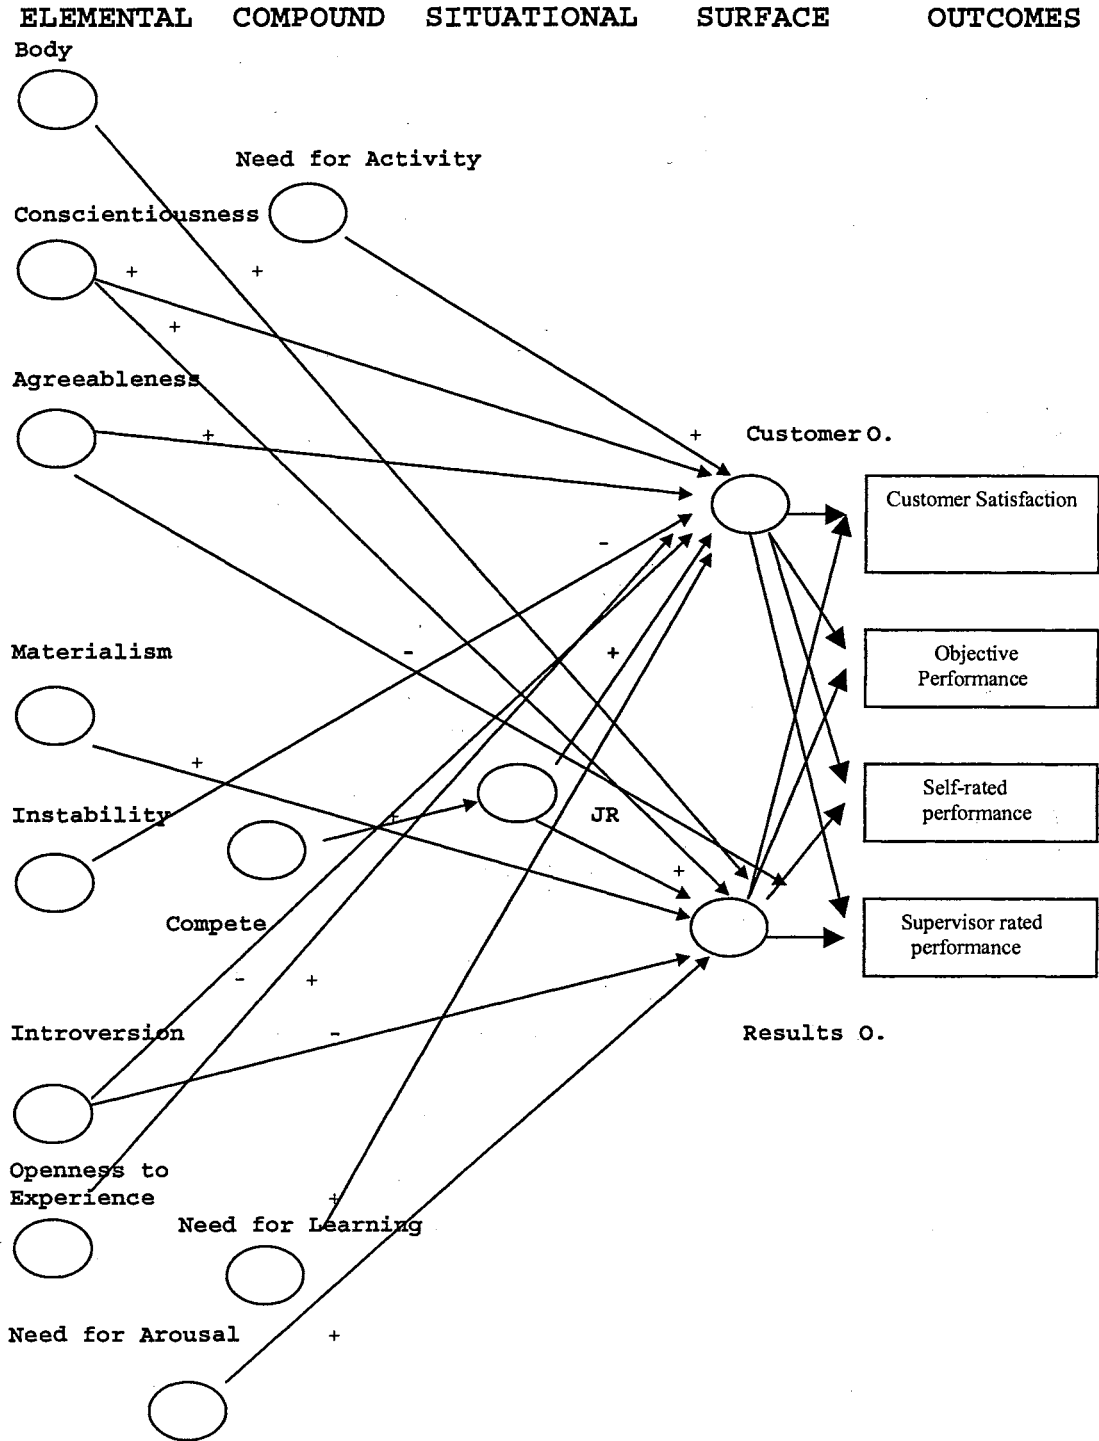 ELEMENTAL COMPOUND SITUATIONAL SURFACE OUTCOMES
Body
Need for Activity
Conscientiousness
+ +
+
Agreeableness
+
+ Customer O.
Customer Satisfaction
-
Materialism
- +
Objective
Performance
+
Instability
+
JR
Self-rated
performance
+
Compete
Supervisor rated
performance
- +
Introversion
-
Results O.
Openness to
Experience
+
Need for Learning
Need for Arousal
+